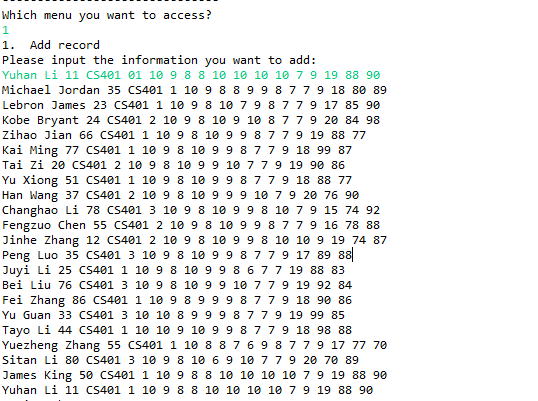 Which menu you want to access?
1
1. Add record
Please input the information you want to add:
Yuhan Li 11 CS401 01 10 9 8 8 10 10 10 10 7 9 19 88 90
Michael Jordan 35 CS401 1 10 9 8 8 9 9 8 7 7 9 18 80 89
Lebron James 23 CS401 1 10 9 8 10 7 9 8 7 7 9 17 85 90
Kobe Bryant 24 CS401 2 10 9 8 10 9 10 8 7 7 9 20 84 98
Zihao Jian 66 CS401 1 10 9 8 10 9 9 8 7 7 9 19 88 77
Kai Ming 77 CS401 1 10 9 8 10 9 9 8 7 7 9 18 99 87
Tai Zi 20 CS401 2 10 9 8 10 9 9 10 7 7 9 19 90 86
Yu Xiong 51 CS401 1 10 9 8 10 9 9 8 7 7 9 18 88 77
Han Wang 37 CS401 2 10 9 8 10 9 9 9 10 7 9 20 76 90
Changhao Li 78 CS401 3 10 9 8 10 9 9 8 10 7 9 15 74 92
Fengzuo Chen 55 CS401 2 10 9 8 10 9 9 8 7 7 9 16 78 88
Jinhe Zhang 12 CS401 2 10 9 8 10 9 9 8 10 10 9 19 74 87
Peng Luo 35 CS401 3 10 9 8 10 9 9 8 7 7 9 17 89 88
Juyi Li 25 CS401 1 10 9 8 10 9 9 8 6 7 7 19 88 83
Bei Liu 76 CS401 3 10 9 8 10 9 9 10 7 7 9 19 92 84
Fei Zhang 86 CS401 1 10 9 8 9 9 9 8 7 7 9 18 90 86
Yu Guan 33 CS401 3 10 10 8 9 9 9 8 7 7 9 19 99 85
Tayo Li 44 CS401 1 10 10 9 10 9 9 8 7 7 9 18 98 88
Yuezheng Zhang 55 CS401 1 10 8 8 7 6 9 8 7 7 9 17 77 70
Sitan Li 80 CS401 3 10 9 8 10 6 9 10 7 7 9 20 70 89
James King 50 CS401 1 10 9 8 8 10 10 10 10 7 9 19 88 90
Yuhan Li 11 CS401 1 10 9 8 8 10 10 10 10 7 9 19 88 90